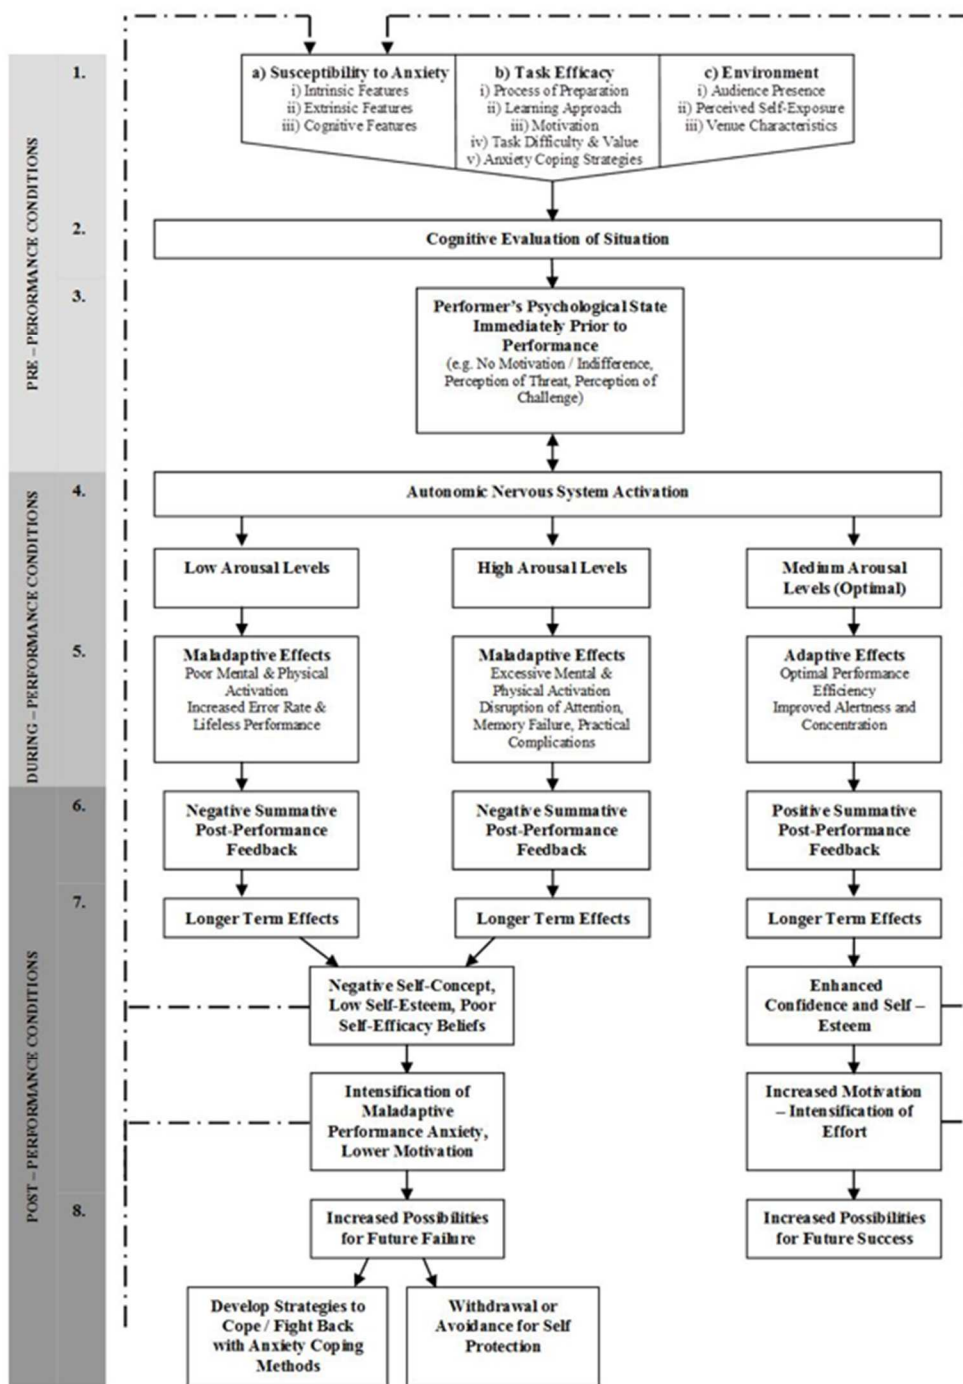 PRE – PERORMANCE CONDITIONS
1.
a) Susceptibility to Anxiety
i) Intrinsic Features
ii) Extrinsic Features
iii) Cognitive Features
b) Task Efficacy
i) Process of Preparation
ii) Learning Approach
iii) Motivation
iv) Task Difficulty & Value
v) Anxiety Coping Strategies
c) Environment
i) Audience Presence
ii) Perceived Self-Exposure
iii) Venue Characteristics
2.
Cognitive Evaluation of Situation
3.
Performer's Psychological State
Immediately Prior to
Performance
(e.g. No Motivation / Indifference,
Perception of Threat, Perception of
Challenge)
DURING – PERFORMANCE CONDITIONS
4.
Autonomic Nervous System Activation
Low Arousal Levels
High Arousal Levels
Medium Arousal
Levels (Optimal)
5.
Maladaptive Effects
Poor Mental & Physical
Activation
Increased Error Rate &
Lifeless Performance
Maladaptive Effects
Excessive Mental &
Physical Activation
Disruption of Attention,
Memory Failure, Practical
Complications
Adaptive Effects
Optimal Performance
Efficiency
Improved Alertness and
Concentration
POST – PERFORMANCE CONDITIONS
6.
Negative Summative
Post-Performance
Feedback
Negative Summative
Post-Performance
Feedback
Positive Summative
Post-Performance
Feedback
7.
Longer Term Effects
Longer Term Effects
Longer Term Effects
Negative Self-Concept,
Low Self-Esteem, Poor
Self-Efficacy Beliefs
Enhanced
Confidence and Self –
Esteem
Intensification of
Maladaptive
Performance Anxiety,
Lower Motivation
Increased Motivation
– Intensification of
Effort
8.
Increased Possibilities
for Future Failure
Increased Possibilities
for Future Success
Develop Strategies to
Cope / Fight Back
with Anxiety Coping
Methods
Withdrawal or
Avoidance for Self
Protection